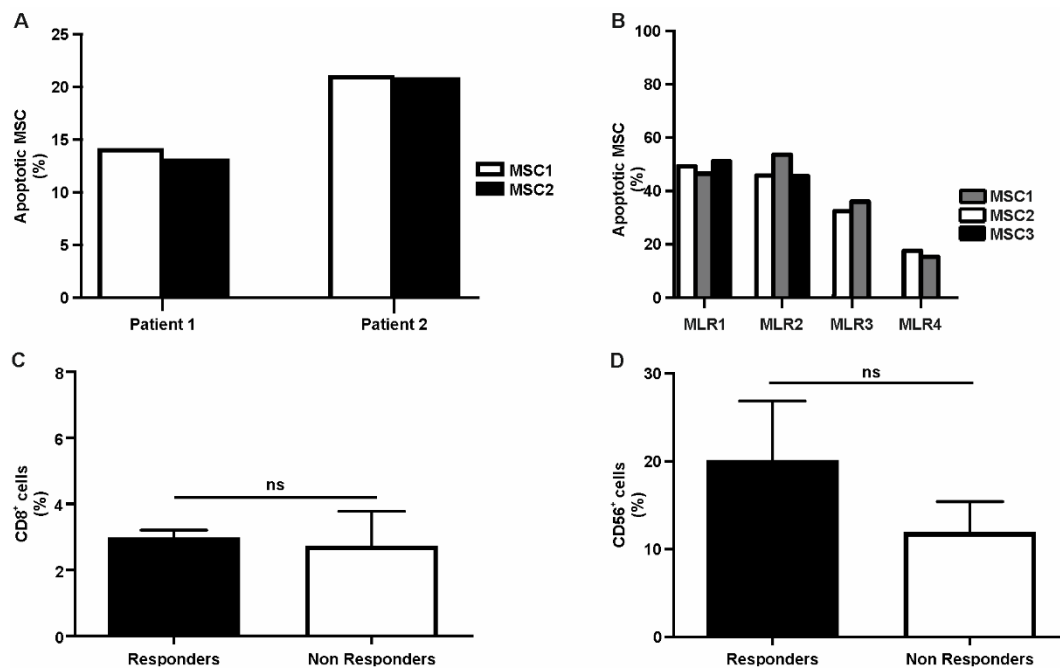 A
Apoptotic MSC
(%)
25
20
15
10
5
0
Patient 1
Patient 2
MSC1
MSC2
B
Apoptotic MSC
(%)
100
80
60
40
20
0
MLR1
MLR2
MLR3
MLR4
MSC1
MSC2
MSC3
C
CD8⁺ cells
(%)
8
6
4
2
0
ns
Responders
Non Responders
D
CD56⁺ cells
(%)
30
20
10
0
ns
Responders
Non Responders